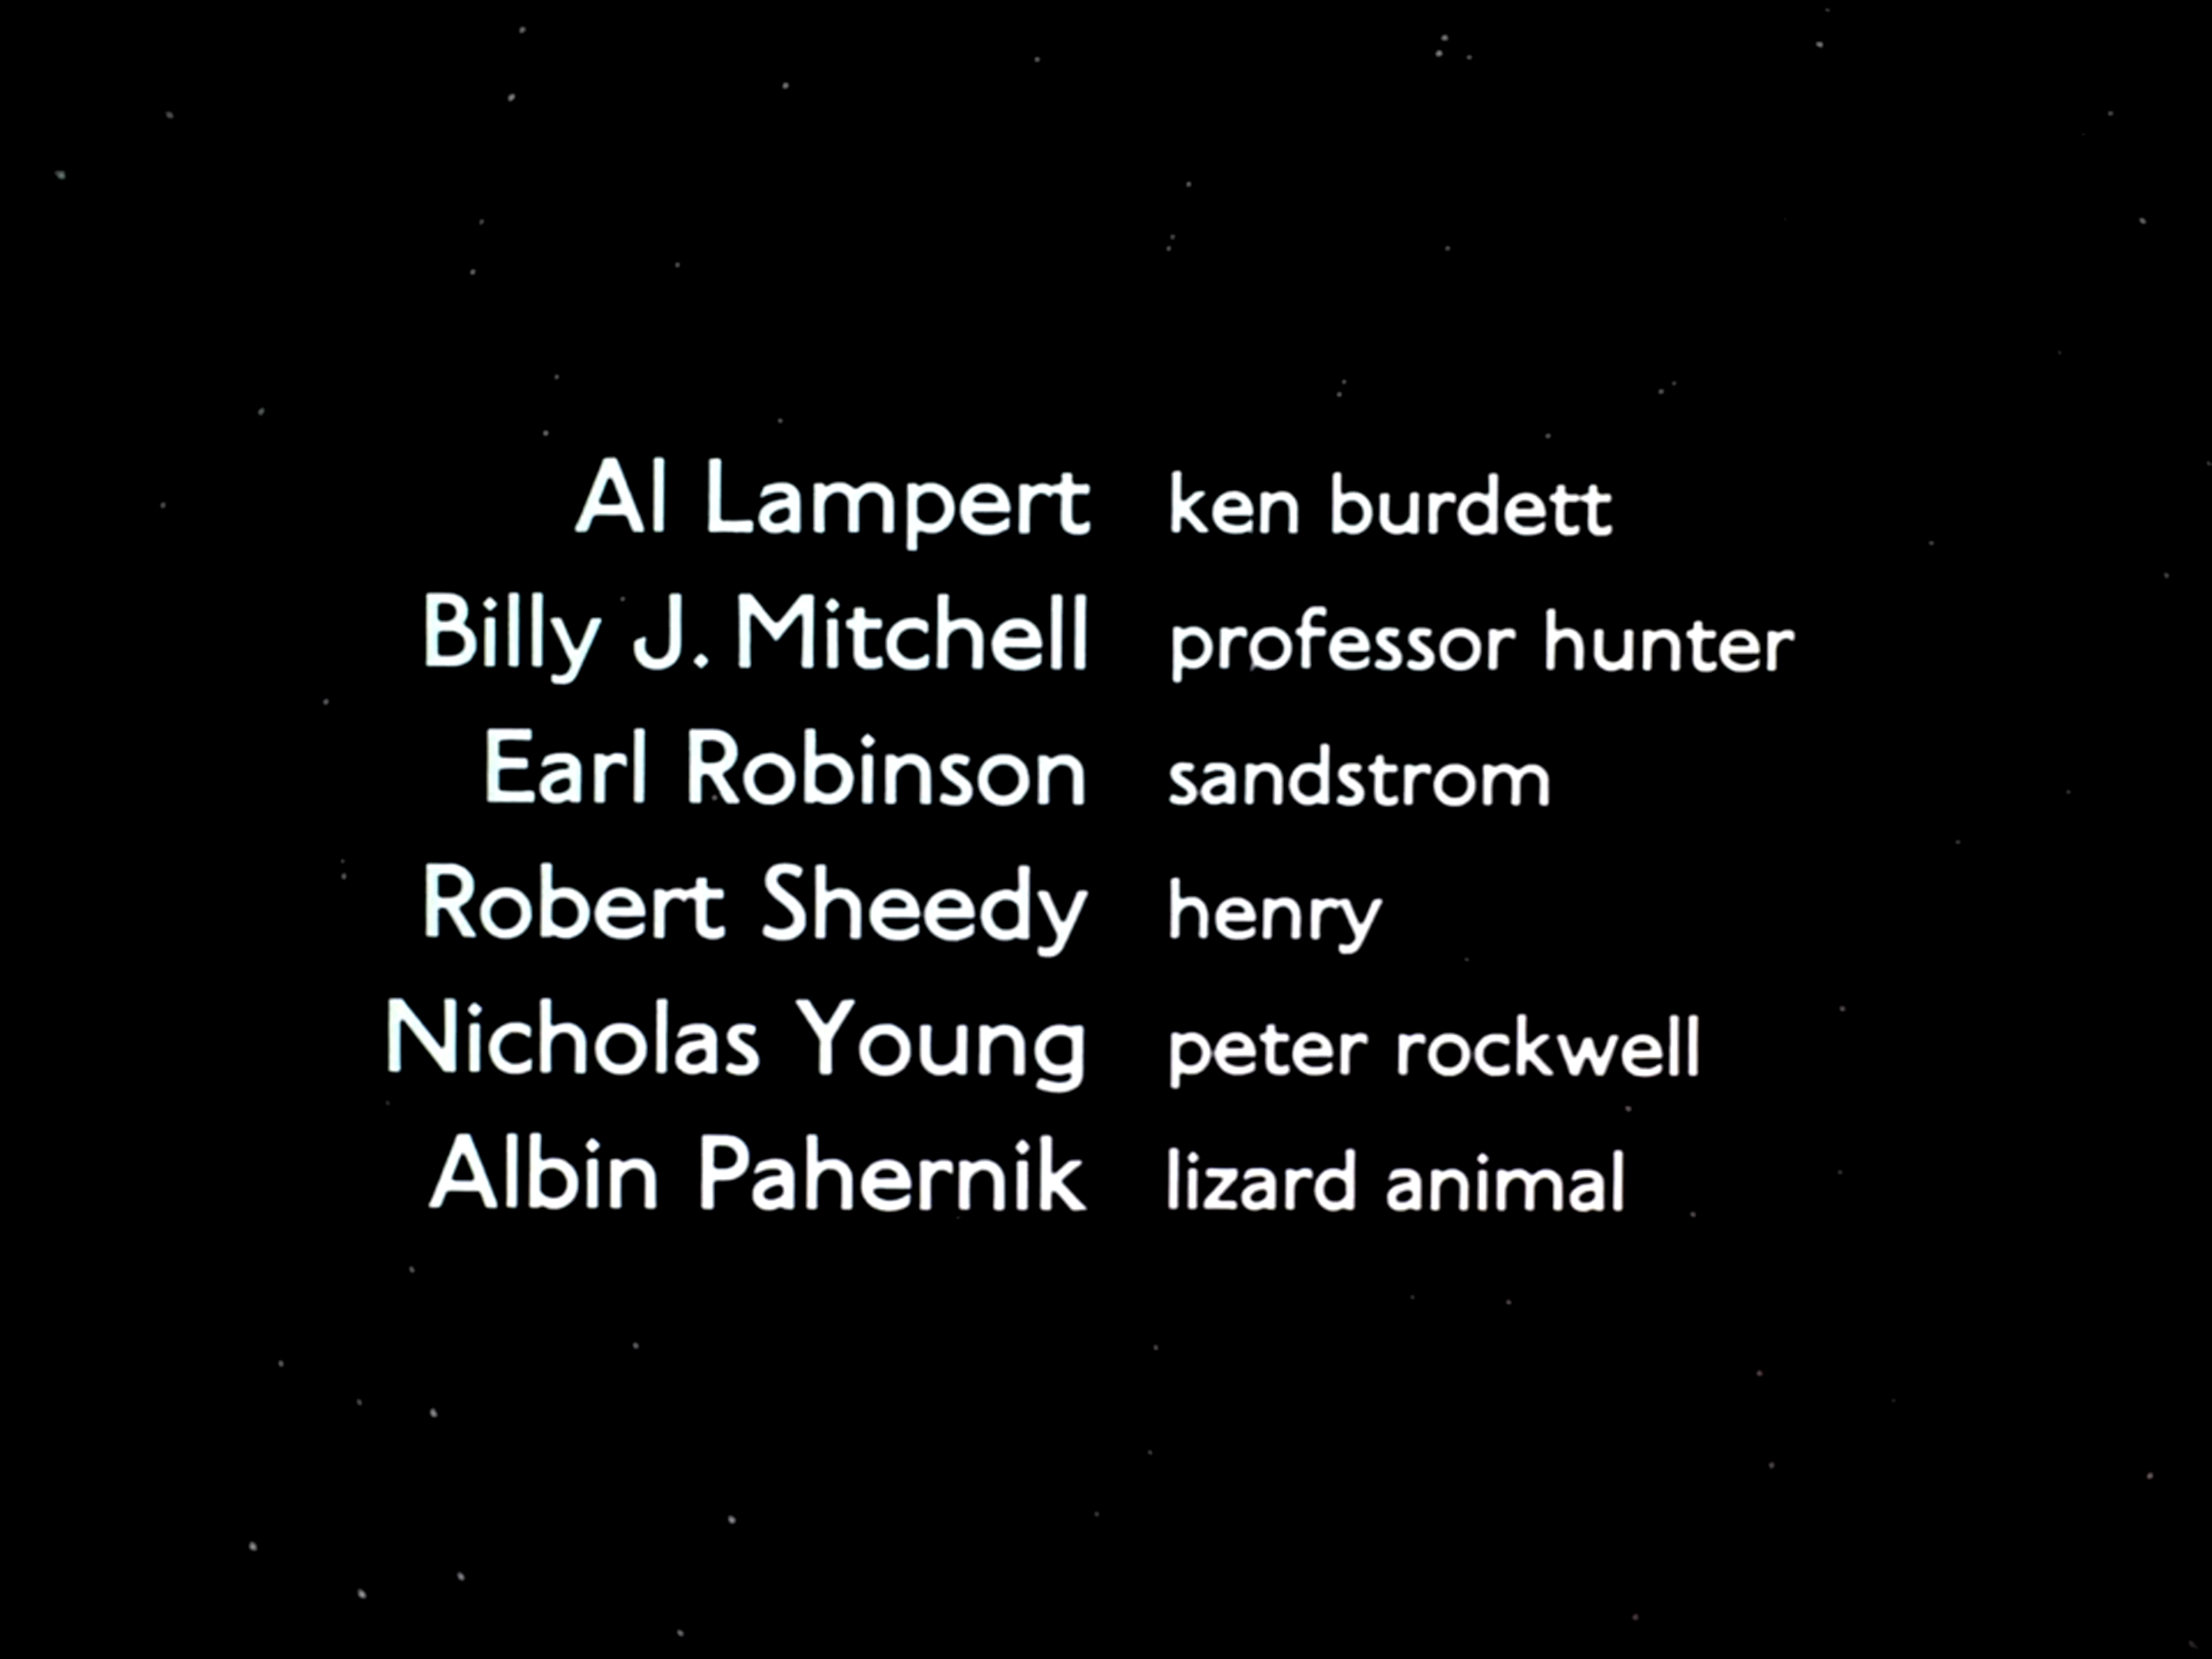 Al Lampert ken burdett
Billy J. Mitchell professor hunter
Earl Robinson sandstrom
Robert Sheedy henry
Nicholas Young peter rockwell
Albin Pahernik lizard animal